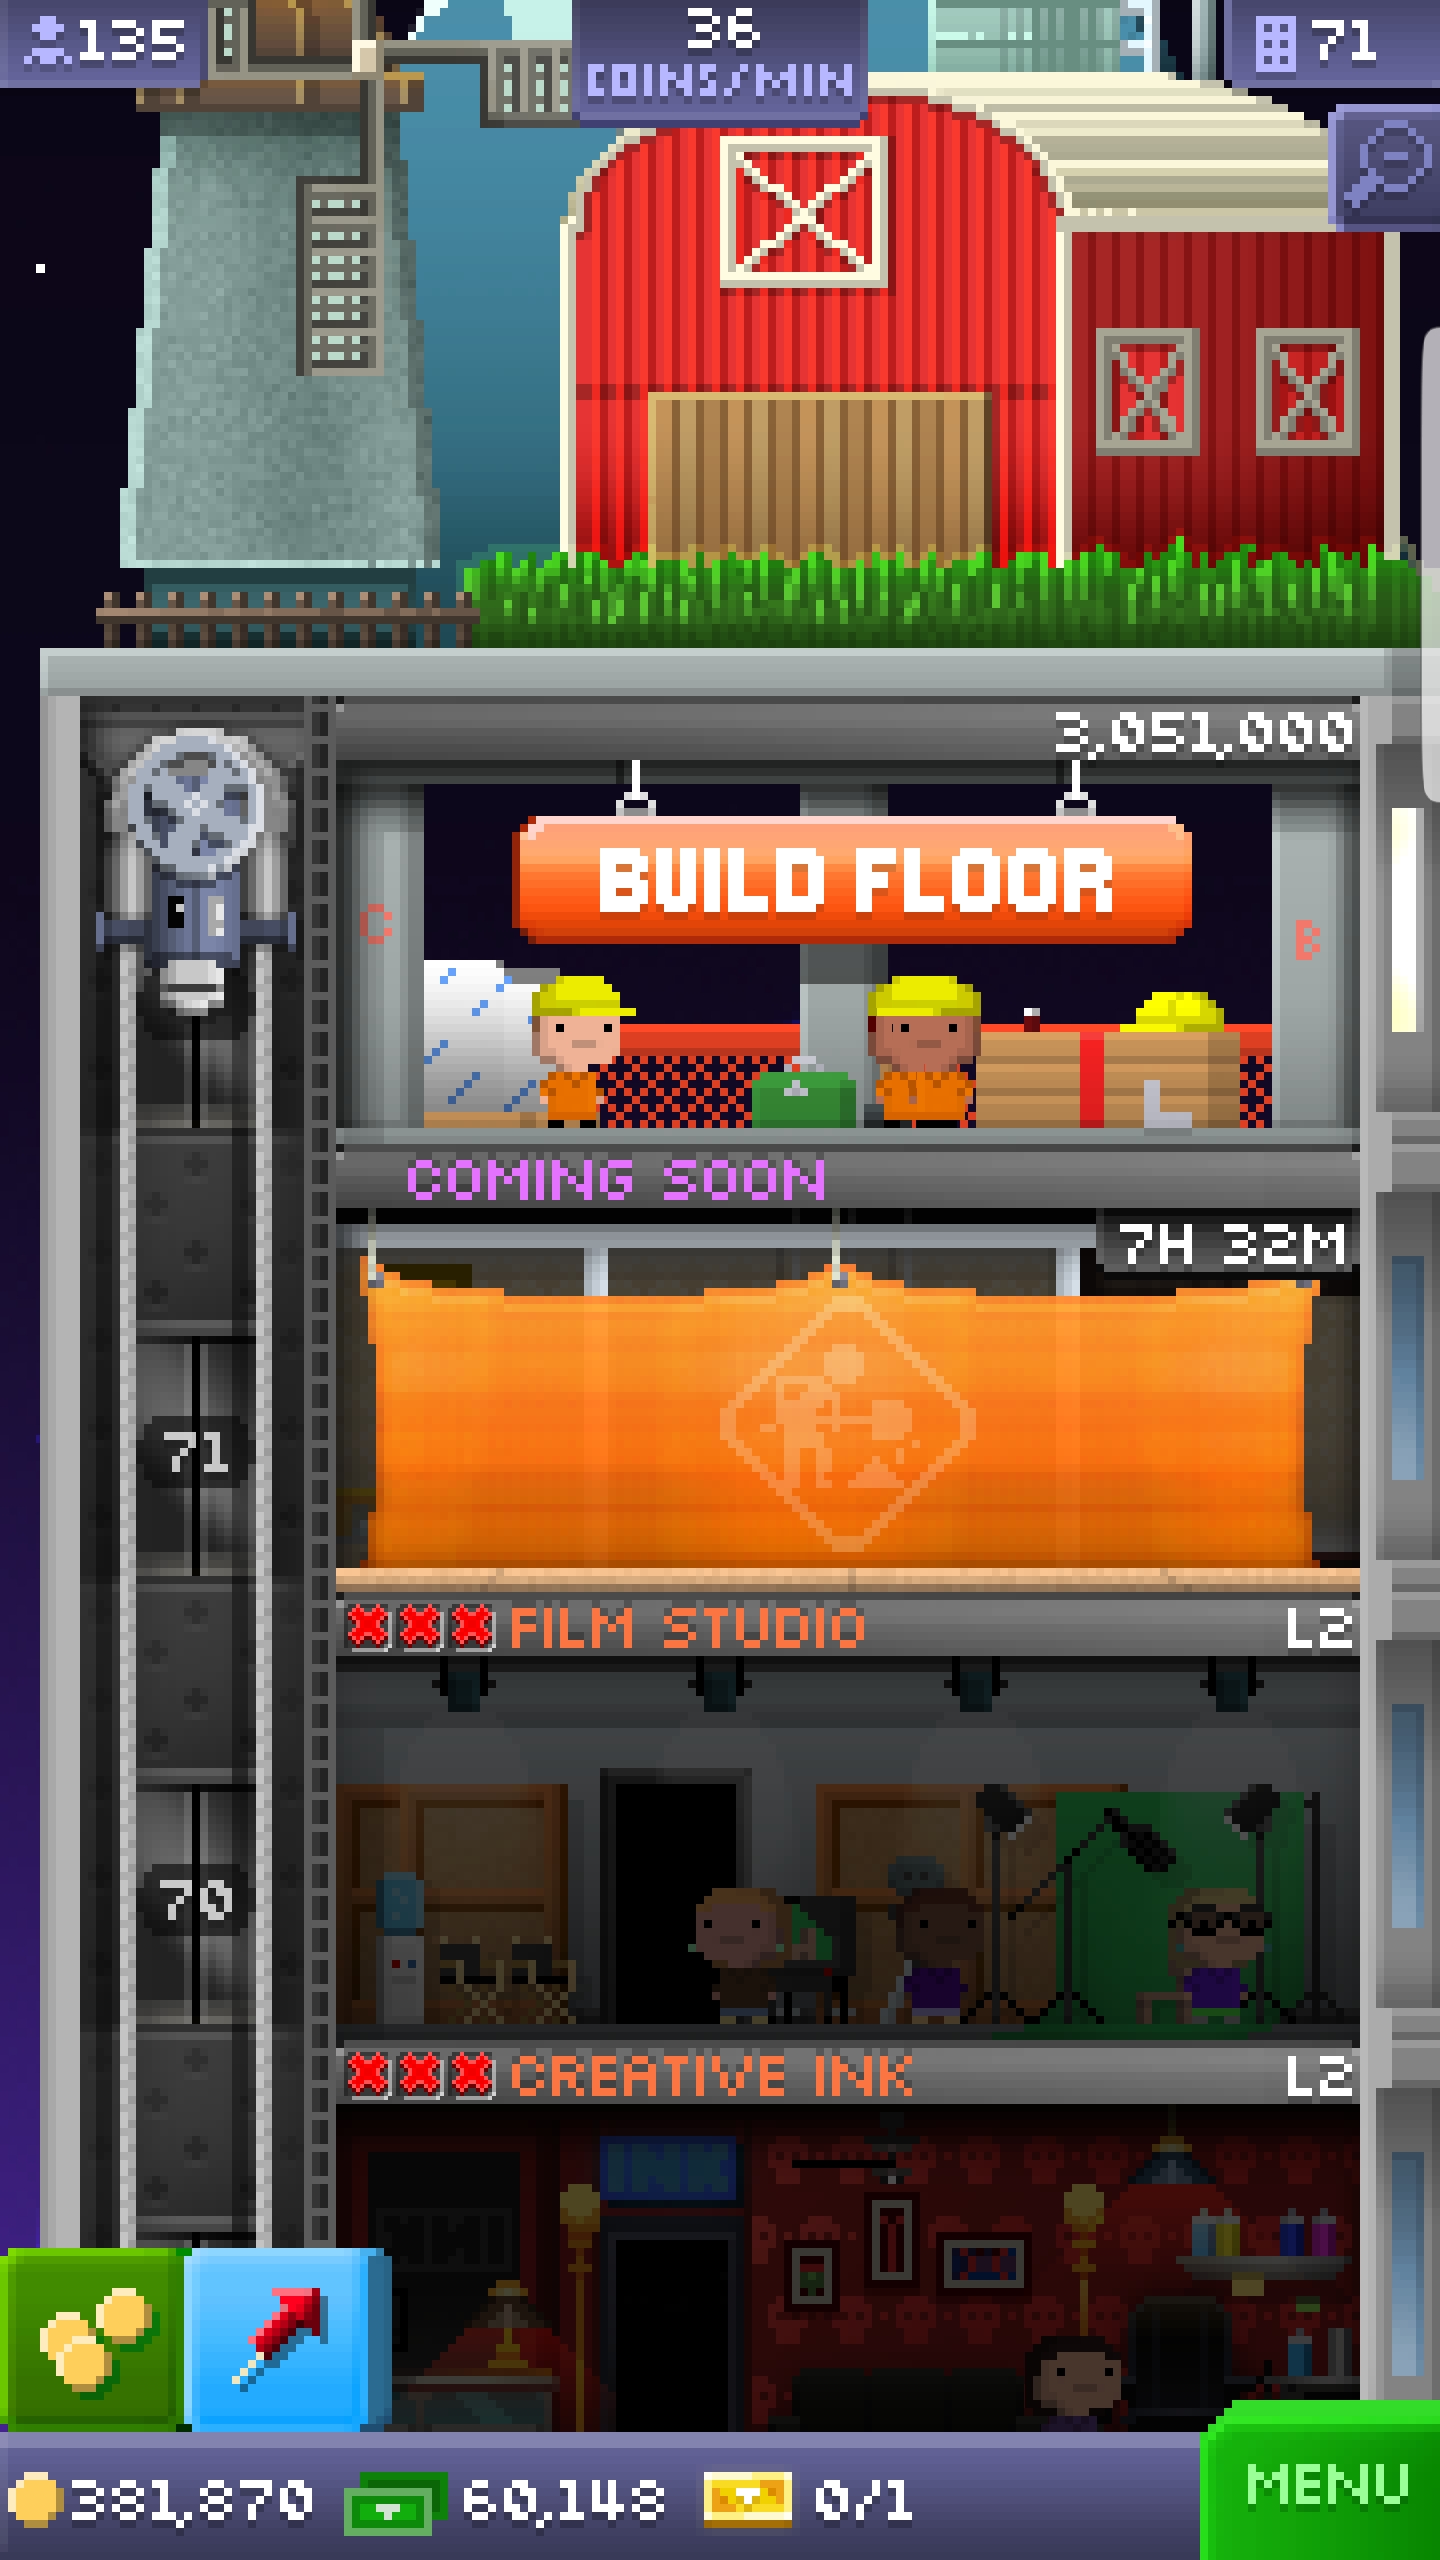 135
36
COINS/MIN
71
3,051,000
BUILD FLOOR
C
B
COMING SOON
7H 32M
71
FILM STUDIO
L2
70
CREATIVE INK
L2
INK
381,870
60,148
0/1
MENU